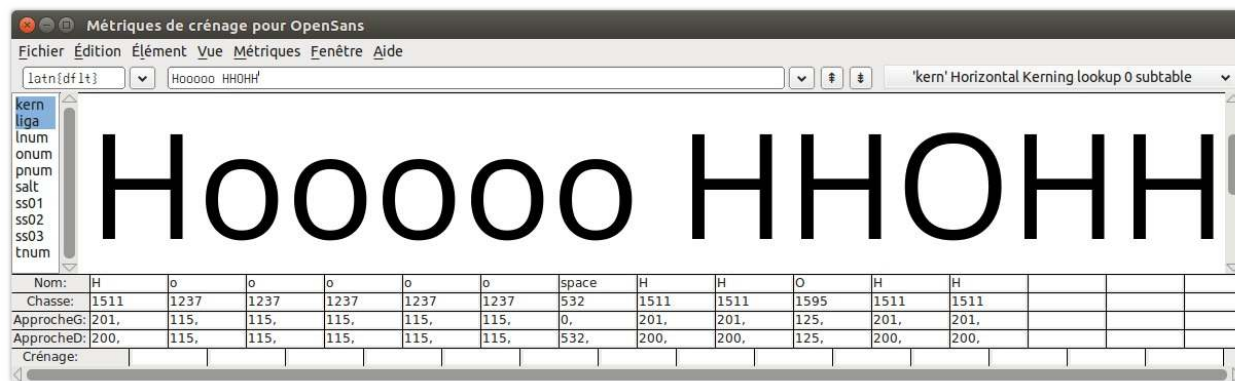 Métriques de crénage pour OpenSans
Fichier Édition Élément Vue Métriques Fenêtre Aide
latn{dflt} Hooooo HHOHH 'kern' Horizontal Kerning lookup 0 subtable
kern
liga
lnum
onum
pnum
salt
ss01
ss02
ss03
tnum
Hooooo HHOHH
Nom: H o o o o o space H H O H H
Chasse: 1511 1237 1237 1237 1237 1237 532 1511 1511 1595 1511 1511
ApprocheG: 201, 115, 115, 115, 115, 115, 0, 201, 201, 125, 201, 201,
ApprocheD: 200, 115, 115, 115, 115, 115, 532, 200, 200, 125, 200, 200,
Crénage: